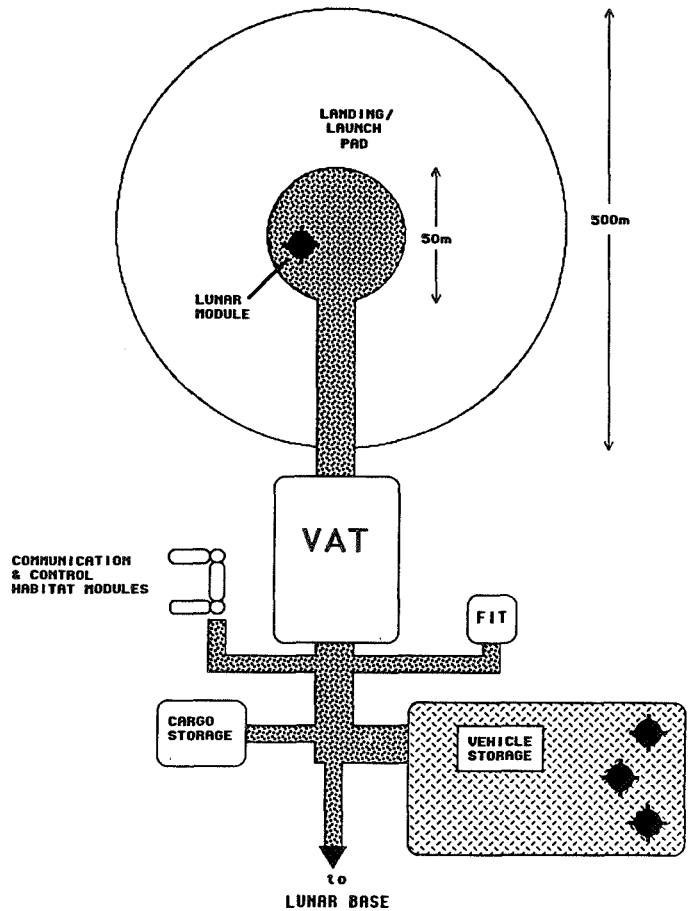 LANDING/
LAUNCH
PAD
500m
50m
LUNAR
MODULE
VAT
COMMUNICATION
& CONTROL
HABITAT MODULES
FIT
CARGO
STORAGE
VEHICLE
STORAGE
to
LUNAR BASE